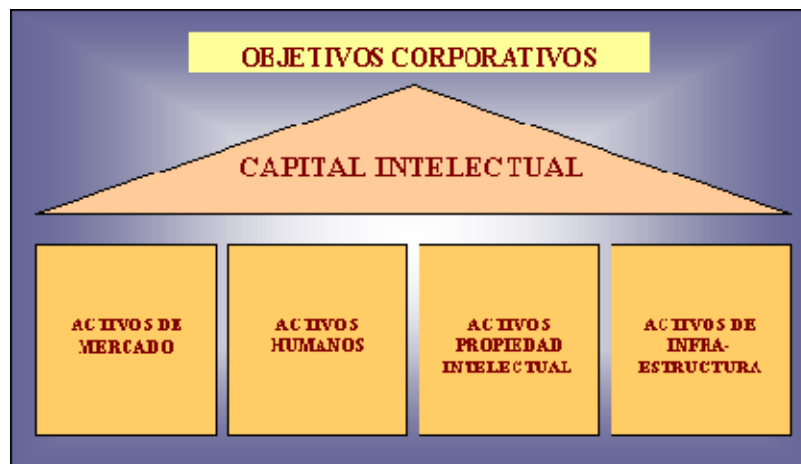 OBJETIVOS CORPORATIVOS
CAPITAL INTELECTUAL
ACTIVOS DE
MERCADO
ACTIVOS
HUMANOS
ACTIVOS
PROPIEDAD
INTELECTUAL
ACTIVOS DE
INFRA-
ESTRUCTURA